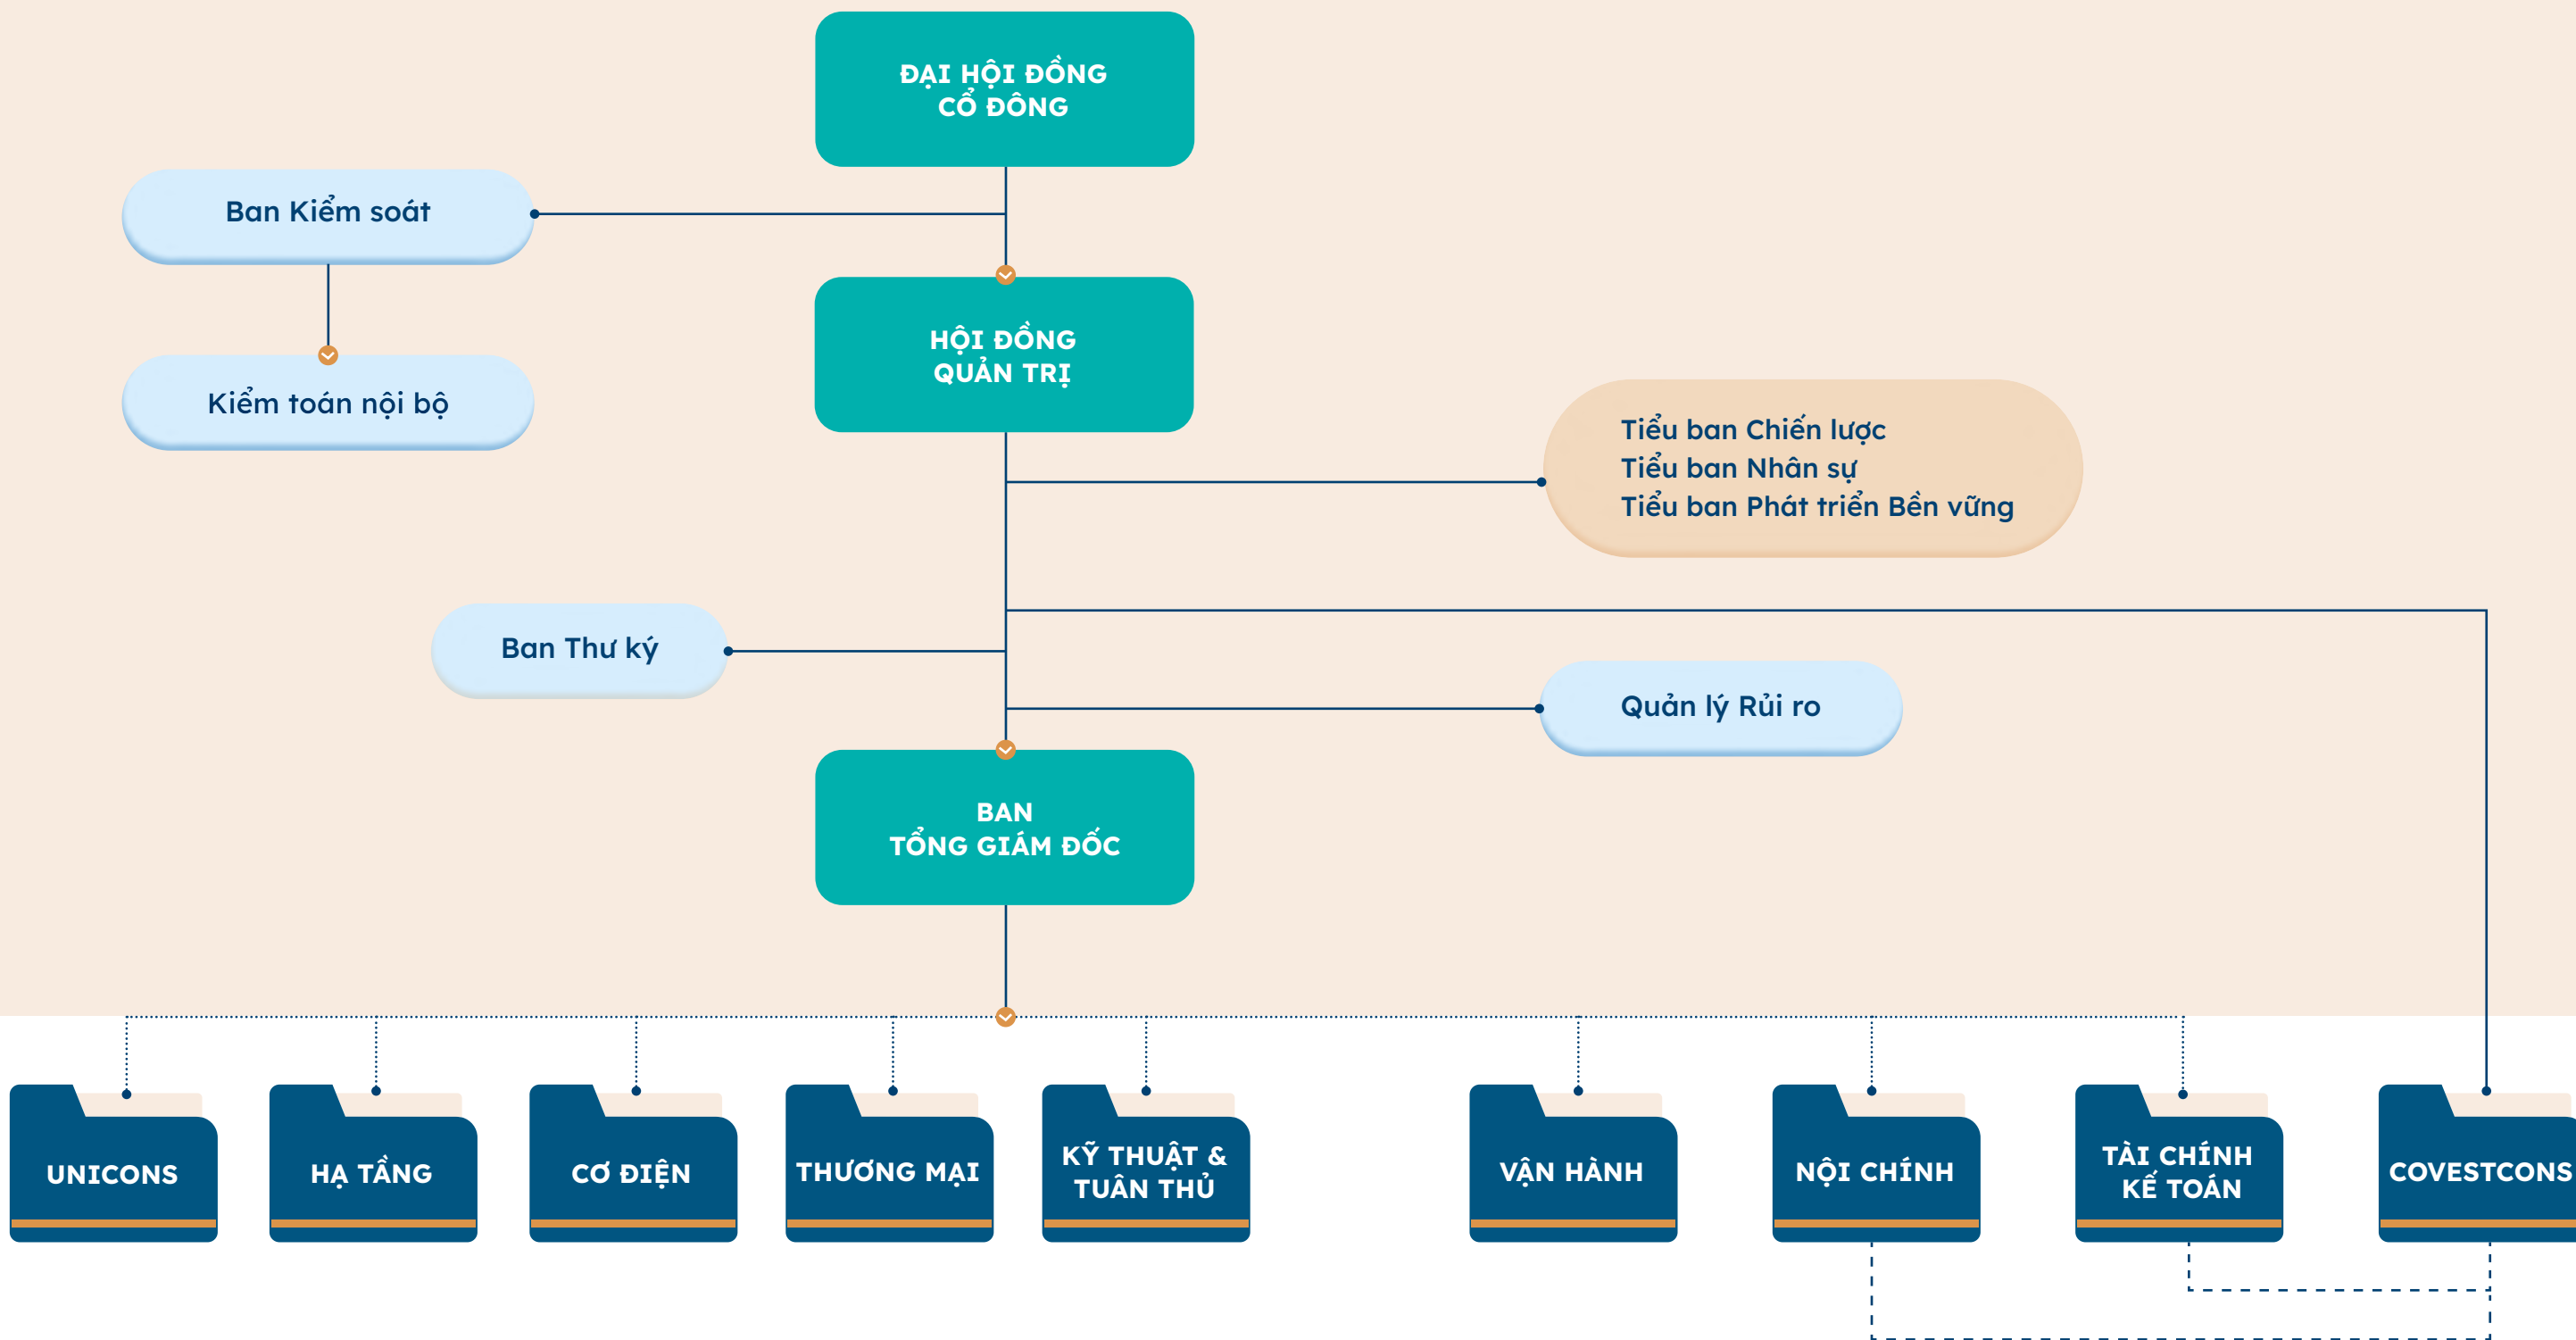 ĐẠI HỘI ĐỒNG
CỔ ĐÔNG
Ban Kiểm soát
HỘI ĐỒNG
QUẢN TRỊ
Kiểm toán nội bộ
Tiểu ban Chiến lược
Tiểu ban Nhân sự
Tiểu ban Phát triển Bền vững
Ban Thư ký
Quản lý Rủi ro
BAN
TỔNG GIÁM ĐỐC
UNICONS
HẠ TẦNG
CƠ ĐIỆN
THƯƠNG MẠI
KỸ THUẬT &
TUÂN THỦ
VẬN HÀNH
NỘI CHÍNH
TÀI CHÍNH
KẾ TOÁN
COVESTCONS